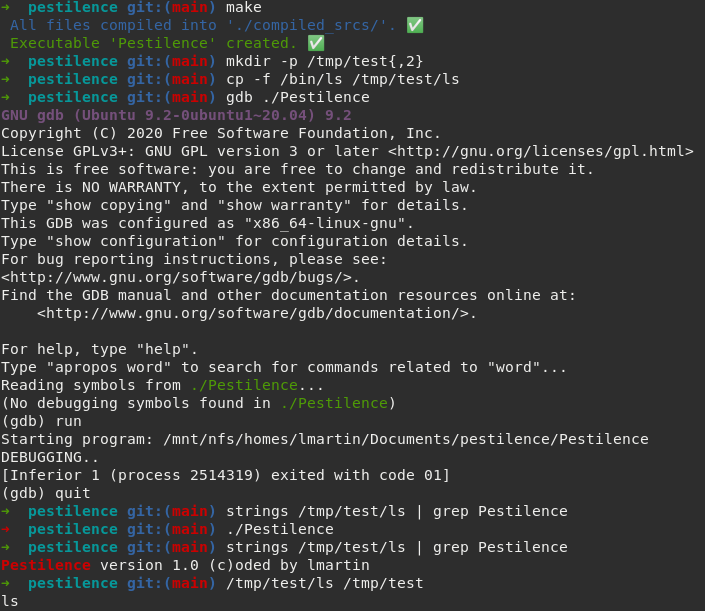 ➜  pestilence git:(main) make
 All files compiled into './compiled_srcs/'. ✅
 Executable 'Pestilence' created. ✅
➜  pestilence git:(main) mkdir -p /tmp/test{,2}
➜  pestilence git:(main) cp -f /bin/ls /tmp/test/ls
➜  pestilence git:(main) gdb ./Pestilence
GNU gdb (Ubuntu 9.2-0ubuntu1~20.04) 9.2
Copyright (C) 2020 Free Software Foundation, Inc.
License GPLv3+: GNU GPL version 3 or later <http://gnu.org/licenses/gpl.html>
This is free software: you are free to change and redistribute it.
There is NO WARRANTY, to the extent permitted by law.
Type "show copying" and "show warranty" for details.
This GDB was configured as "x86_64-linux-gnu".
Type "show configuration" for configuration details.
For bug reporting instructions, please see:
<http://www.gnu.org/software/gdb/bugs/>.
Find the GDB manual and other documentation resources online at:
    <http://www.gnu.org/software/gdb/documentation/>.

For help, type "help".
Type "apropos word" to search for commands related to "word"...
Reading symbols from ./Pestilence...
(No debugging symbols found in ./Pestilence)
(gdb) run
Starting program: /mnt/nfs/homes/lmartin/Documents/pestilence/Pestilence
DEBUGGING..
[Inferior 1 (process 2514319) exited with code 01]
(gdb) quit
➜  pestilence git:(main) strings /tmp/test/ls | grep Pestilence
➜  pestilence git:(main) ./Pestilence
➜  pestilence git:(main) strings /tmp/test/ls | grep Pestilence
Pestilence version 1.0 (c)oded by lmartin
➜  pestilence git:(main) /tmp/test/ls /tmp/test
ls